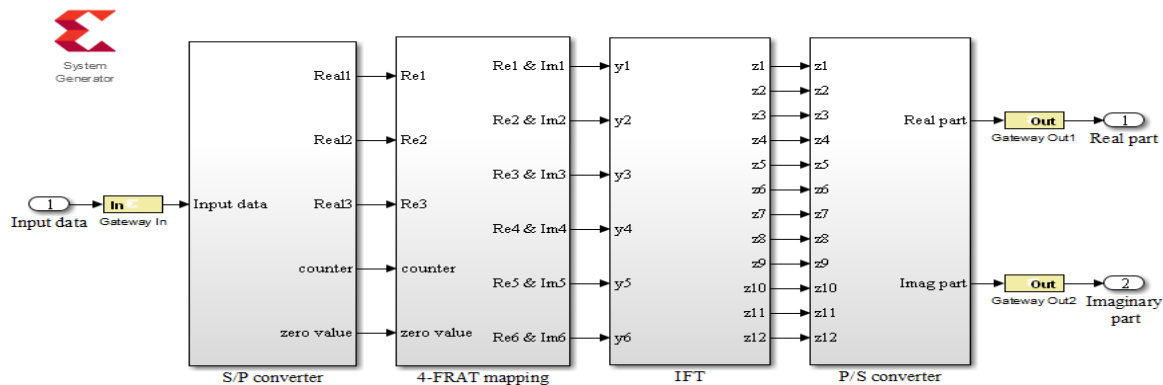 System
Generator
1
Input data
In
Gateway In
Input data
Real1
Real2
Real3
counter
zero value
S/P converter
Re1
Re2
Re3
counter
zero value
Re1 & Im1
Re2 & Im2
Re3 & Im3
Re4 & Im4
Re5 & Im5
Re6 & Im6
4-FRAT mapping
y1
y2
y3
y4
y5
y6
z1
z2
z3
z4
z5
z6
z7
z8
z9
z10
z11
z12
IFT
z1
z2
z3
z4
z5
z6
z7
z8
z9
z10
z11
z12
Real part
Imag part
P/S converter
Out
Gateway Out1
1
Real part
Out
Gateway Out2
2
Imaginary
part